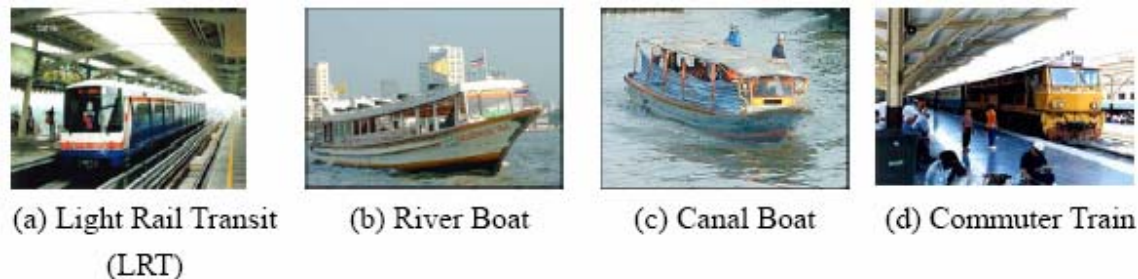 (a) Light Rail Transit
(LRT)
(b) River Boat
(c) Canal Boat
(d) Commuter Train